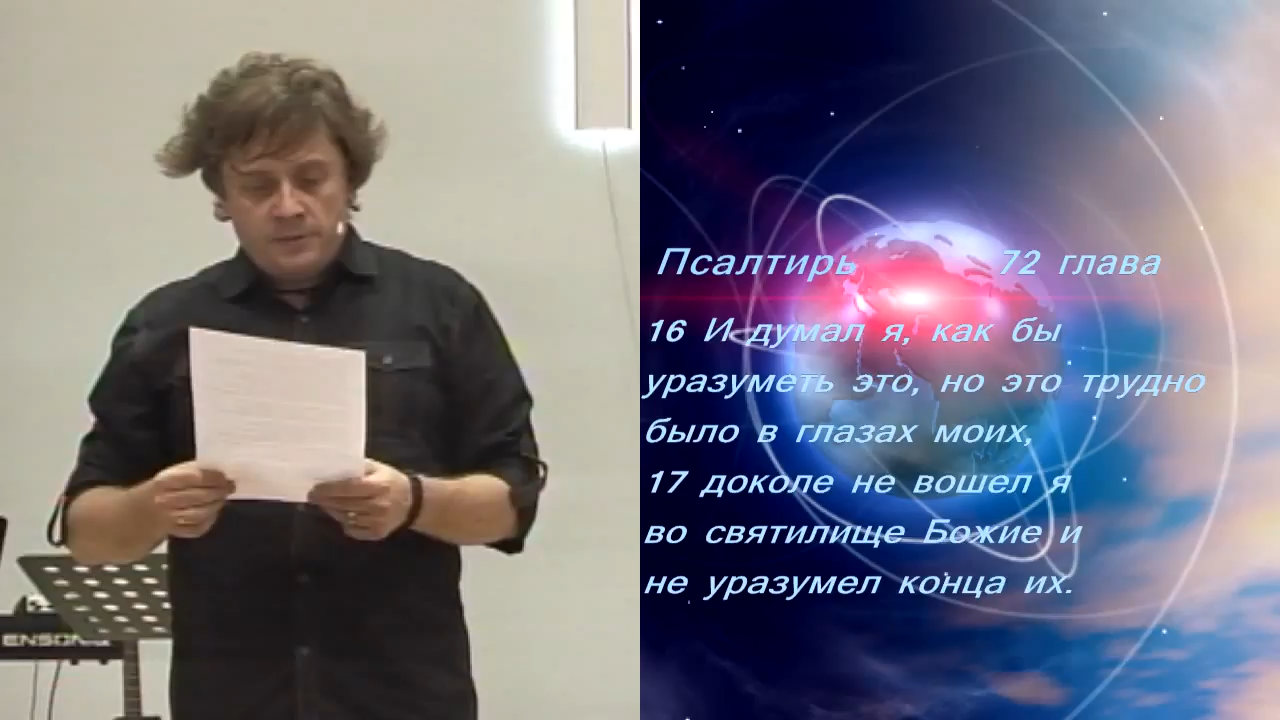 Псалтирь 72 глава
16 И думал я, как бы
уразуметь это, но это трудно
было в глазах моих,
17 доколе не вошел я
во святилище Божие и
не уразумел конца их.
ENSONIQ